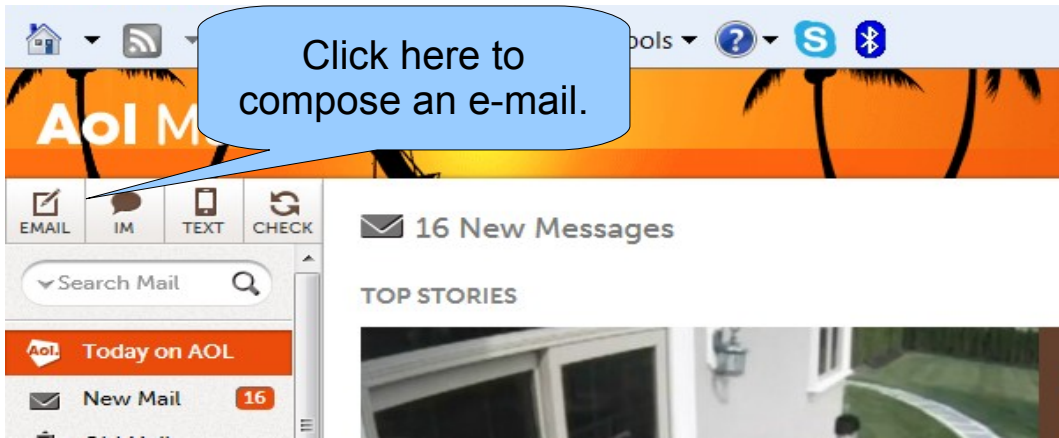 Click here to
compose an e-mail.
Aol
EMAIL IM TEXT CHECK
16 New Messages
Search Mail
TOP STORIES
Aol. Today on AOL
New Mail 16